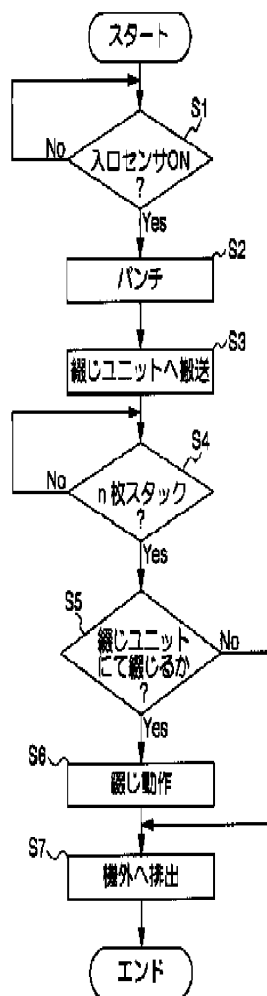 スタート
S1
入口センサON
?
No
Yes
S2
パンチ
S3
綴じユニットへ搬送
S4
n枚スタック
?
No
Yes
S5
綴じユニット
にて綴じるか
?
No
Yes
S6
綴じ動作
S7
機外へ排出
エンド